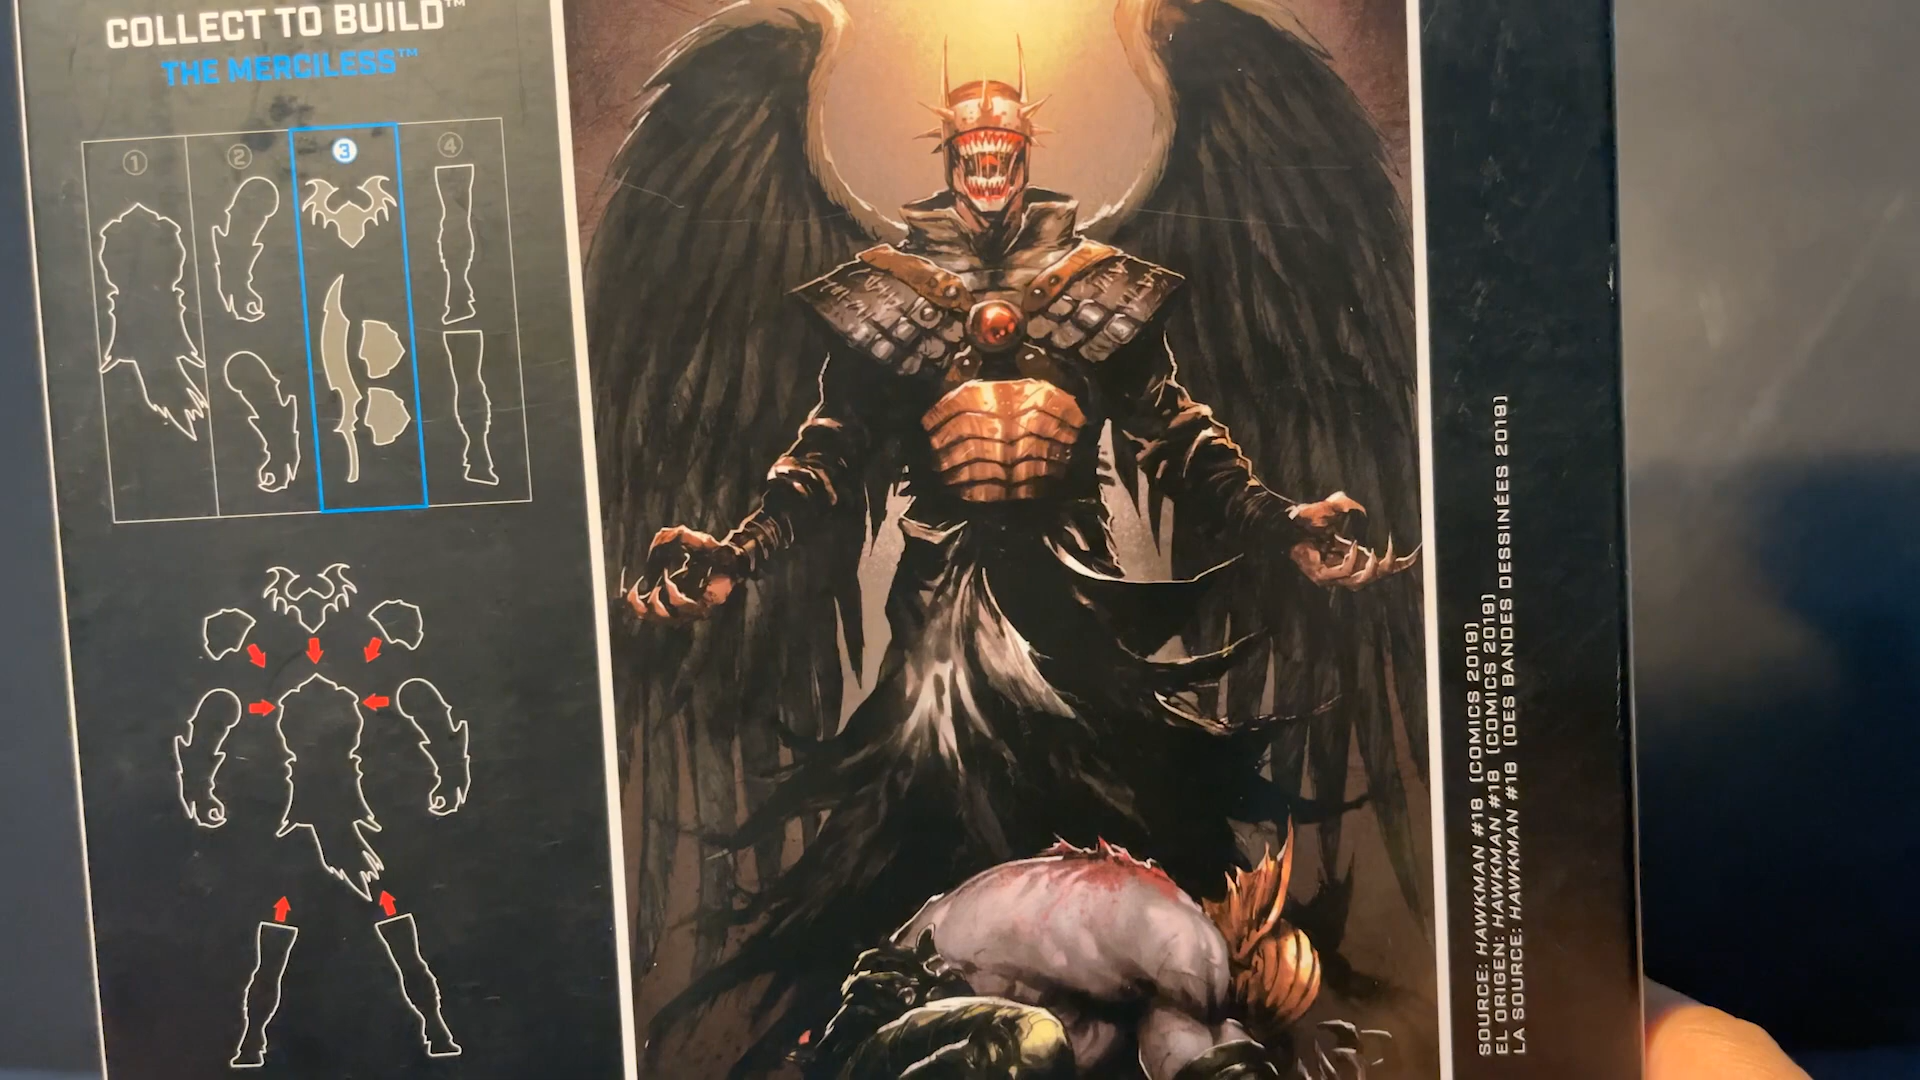 COLLECT TO BUILD™
THE MERCILESS™
1 2 3 4
SOURCE: HAWKMAN #18 (COMICS 2019)
EL ORIGEN: HAWKMAN #18 (COMICS 2019)
LA SOURCE: HAWKMAN #18 (DES BANDES DESSINÉES 2019)